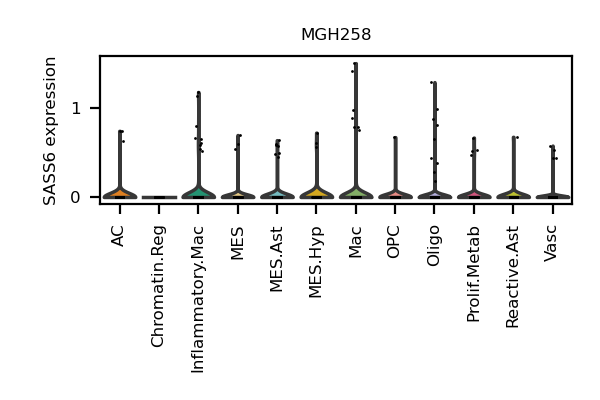 MGH258
SASS6 expression
1
0
AC
Chromatin.Reg
Inflammatory.Mac
MES
MES.Ast
MES.Hyp
Mac
OPC
Oligo
Prolif.Metab
Reactive.Ast
Vasc